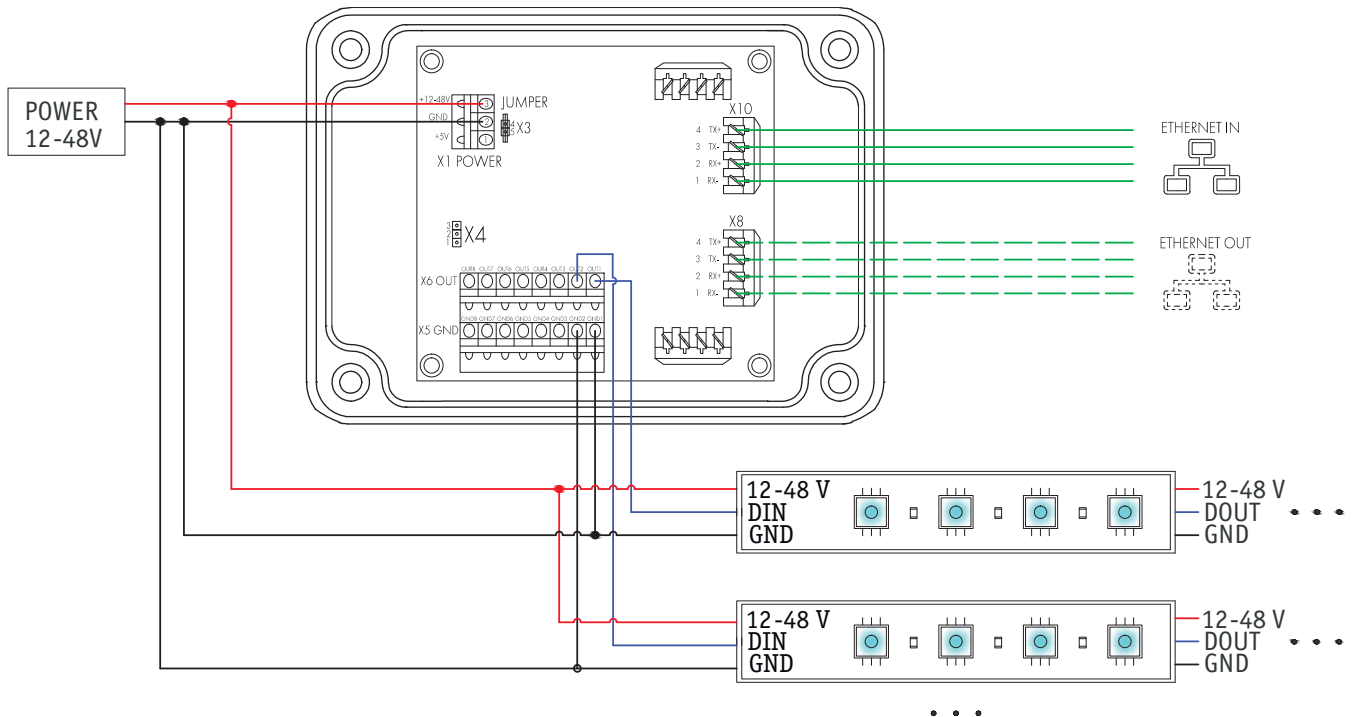 POWER
12-48V
+12-48V
3
JUMPER
GND
2
X3
+5V
1
X1 POWER
X4
OUT8 OUT7 OUT6 OUT5 OUT4 OUT3 OUT2 OUT1
X6 OUT
GND8 GND7 GND6 GND5 GND4 GND3 GND2 GND1
X5 GND
X10
4 TX+
3 TX-
2 RX+
1 RX-
ETHERNET IN
X8
4 TX+
3 TX-
2 RX+
1 RX-
ETHERNET OUT
12-48 V
DIN
GND
12-48 V
DOUT
GND
12-48 V
DIN
GND
12-48 V
DOUT
GND